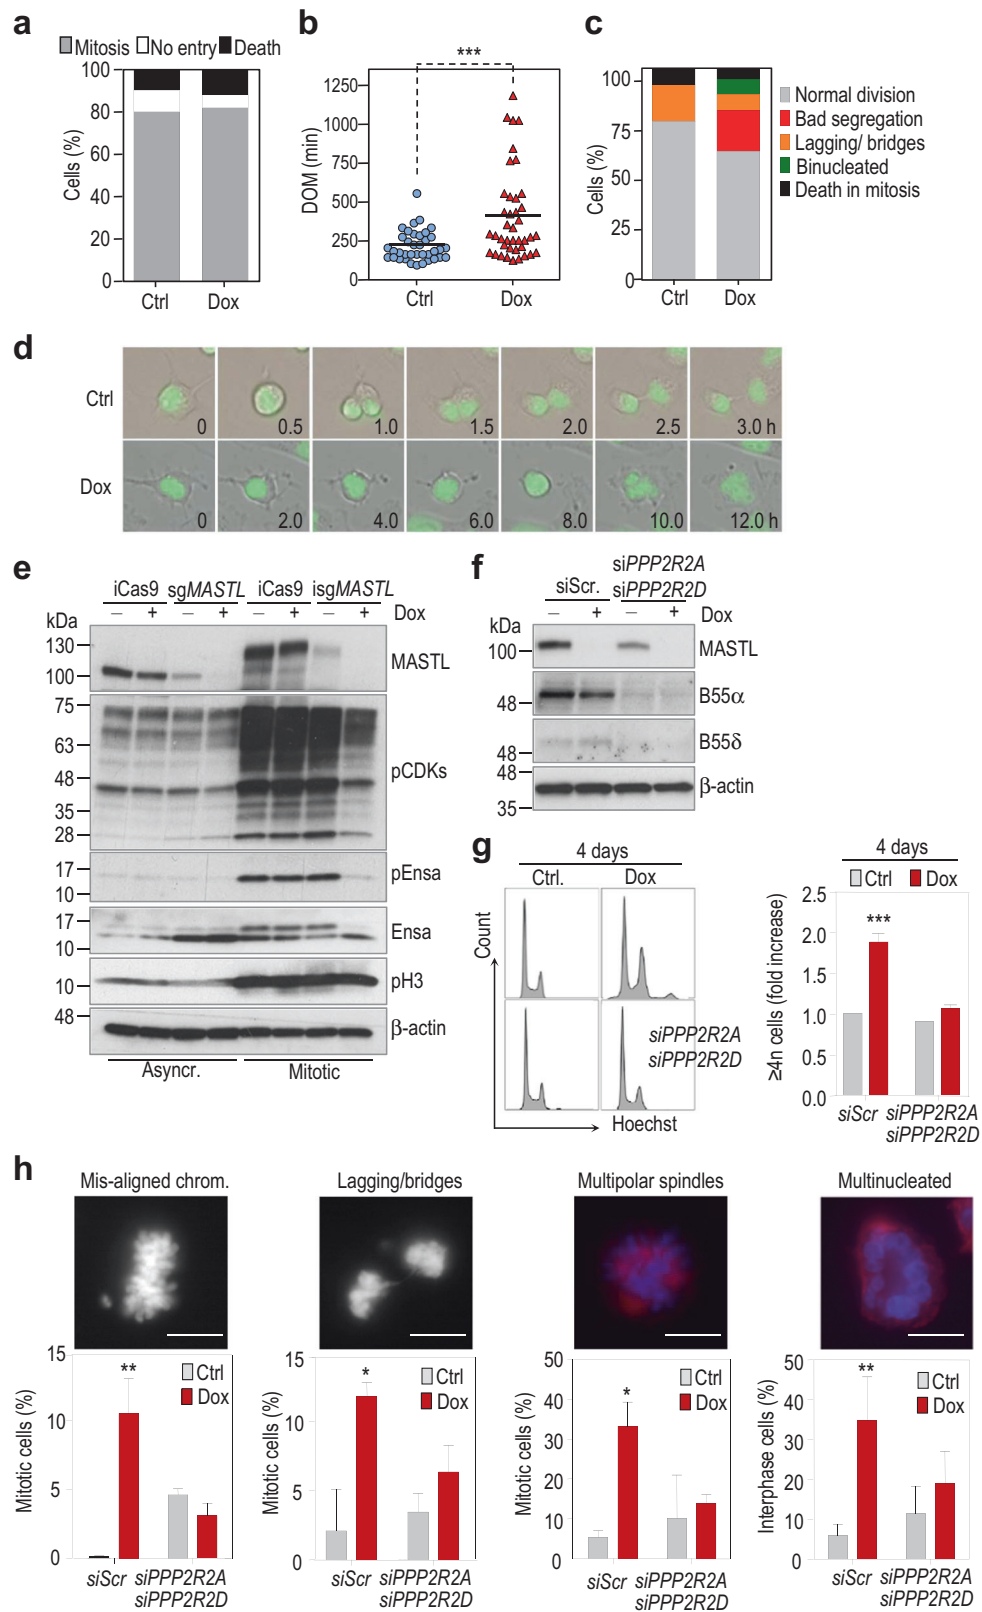 a
Mitosis No entry Death
100
80
60
40
20
0
Cells (%)
Ctrl Dox
b
***
1250
1000
750
500
250
0
DOM (min)
Ctrl Dox
c
100
75
50
25
0
Cells (%)
Ctrl Dox
Normal division
Bad segregation
Lagging/ bridges
Binucleated
Death in mitosis
d
Ctrl
0 0.5 1.0 1.5 2.0 2.5 3.0 h
Dox
0 2.0 4.0 6.0 8.0 10.0 12.0 h
e
iCas9 sgMASTL iCas9 isgMASTL
– + – + – + – + Dox
kDa
130
100
MASTL
75
63
48
35
28
pCDKs
17
10
pEnsa
17
10
Ensa
10
pH3
48
β-actin
Asyncr. Mitotic
f
siScr. siPPP2R2A
siPPP2R2D
– + – + Dox
kDa
100
MASTL
48
B55α
48
B55δ
48
35
β-actin
g
4 days
Ctrl. Dox
Count
siPPP2R2A
siPPP2R2D
Hoechst
4 days
Ctrl Dox
2.5
2.0
1.5
1.0
0.5
0.0
≥4n cells (fold increase)
***
siScr siPPP2R2A
siPPP2R2D
h
Mis-aligned chrom.
15
10
5
0
Mitotic cells (%)
**
Ctrl
Dox
siScr siPPP2R2A
siPPP2R2D
Lagging/bridges
15
10
5
0
Mitotic cells (%)
*
Ctrl
Dox
siScr siPPP2R2A
siPPP2R2D
Multipolar spindles
50
40
30
20
10
0
Mitotic cells (%)
*
Ctrl
Dox
siScr siPPP2R2A
siPPP2R2D
Multinucleated
50
40
30
20
10
0
Interphase cells (%)
**
Ctrl
Dox
siScr siPPP2R2A
siPPP2R2D